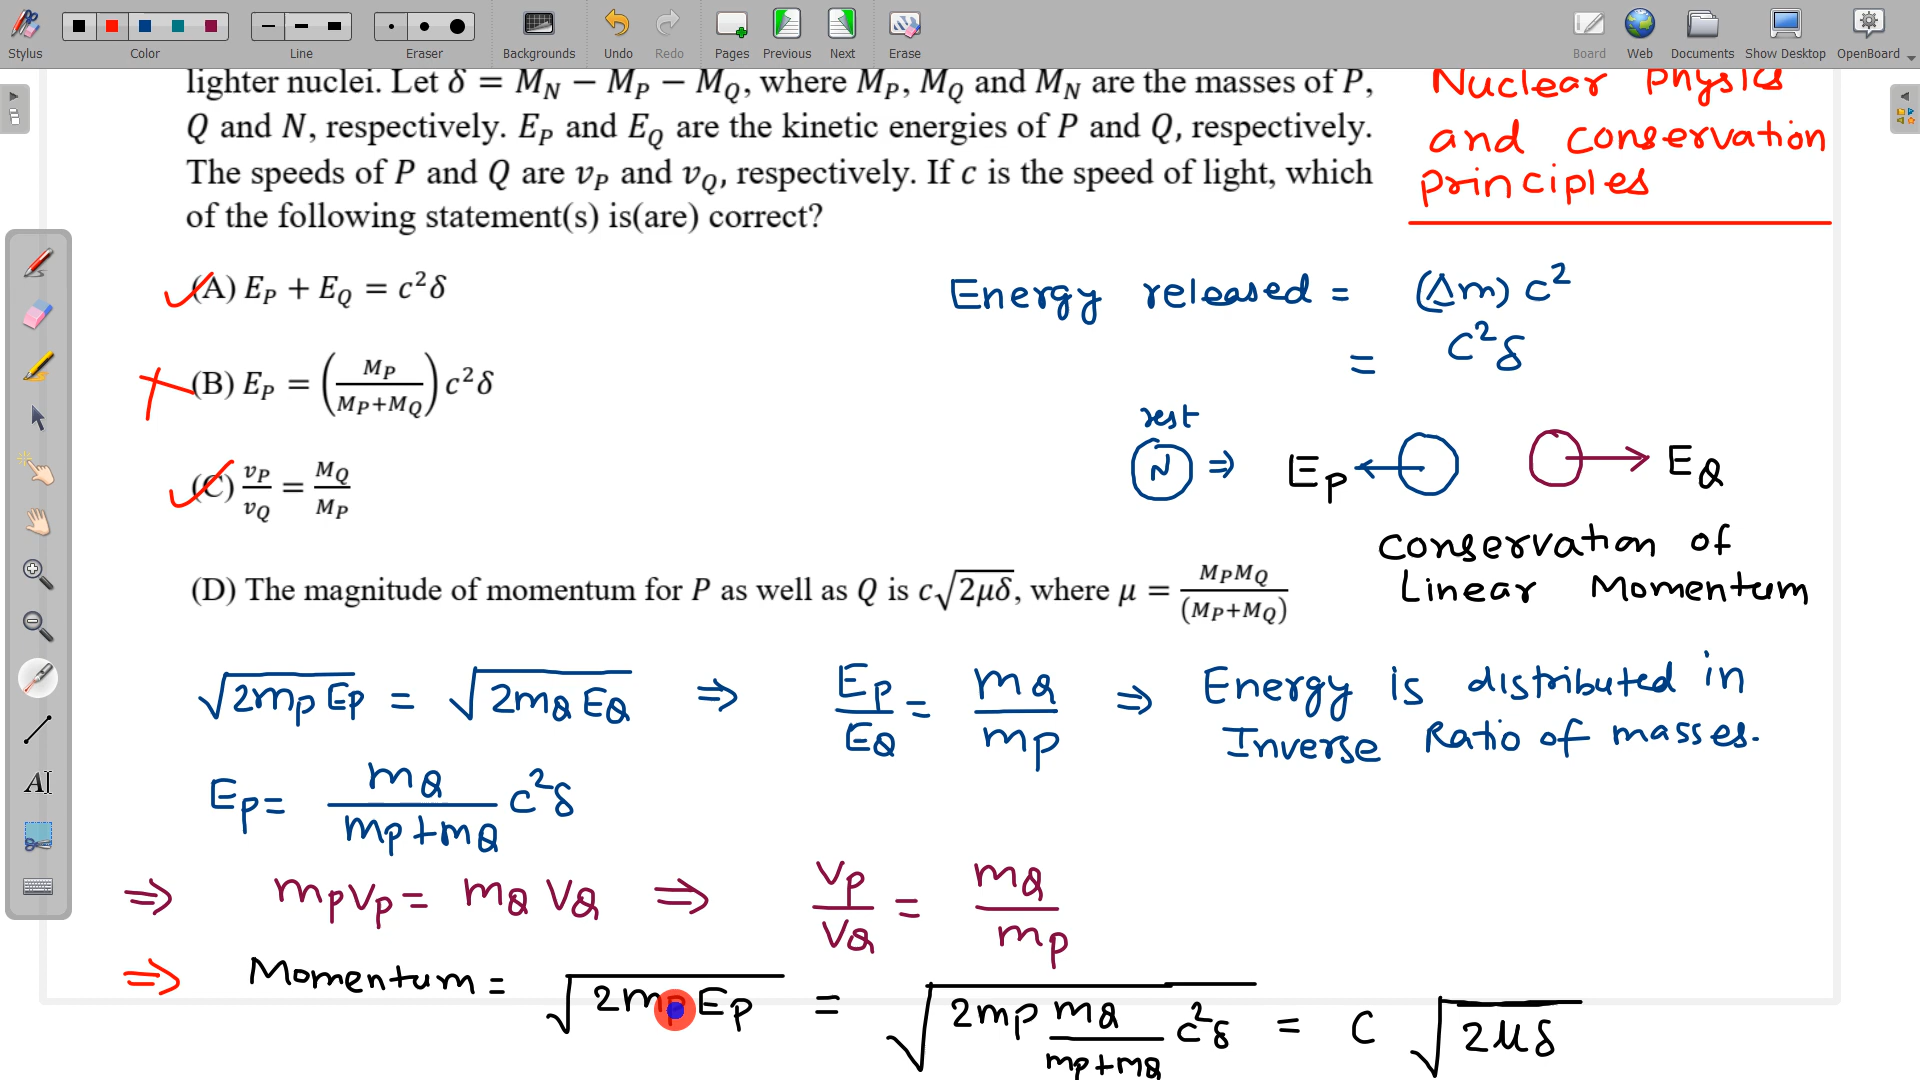 Stylus Color Line Eraser Backgrounds Undo Redo Pages Previous Next Erase Board Web Documents Show Desktop OpenBoard
lighter nuclei. Let δ = M_N − M_P − M_Q, where M_P, M_Q and M_N are the masses of P,
Q and N, respectively. E_P and E_Q are the kinetic energies of P and Q, respectively.
The speeds of P and Q are v_P and v_Q, respectively. If c is the speed of light, which
of the following statement(s) is(are) correct?
Nuclear Physics
and conservation
principles
(A) E_P + E_Q = c²δ
(B) E_P = (M_P/(M_P+M_Q)) c²δ
(C) v_P/v_Q = M_Q/M_P
(D) The magnitude of momentum for P as well as Q is c√(2μδ), where μ = M_P M_Q/(M_P+M_Q)
Energy released = (Δm) c²
= c²δ
rest
N ⇒ E_P E_Q
conservation of
Linear Momentum
√(2m_P E_P) = √(2m_Q E_Q) ⇒ E_P/E_Q = m_Q/m_P ⇒ Energy is distributed in
Inverse Ratio of masses.
E_P = m_Q/(m_P+m_Q) c²δ
⇒ m_P V_P = m_Q V_Q ⇒ V_P/V_Q = m_Q/m_P
⇒ Momentum = √(2m_P E_P) = √(2m_P m_Q/(m_P+m_Q) c²δ) = C √(2μδ)